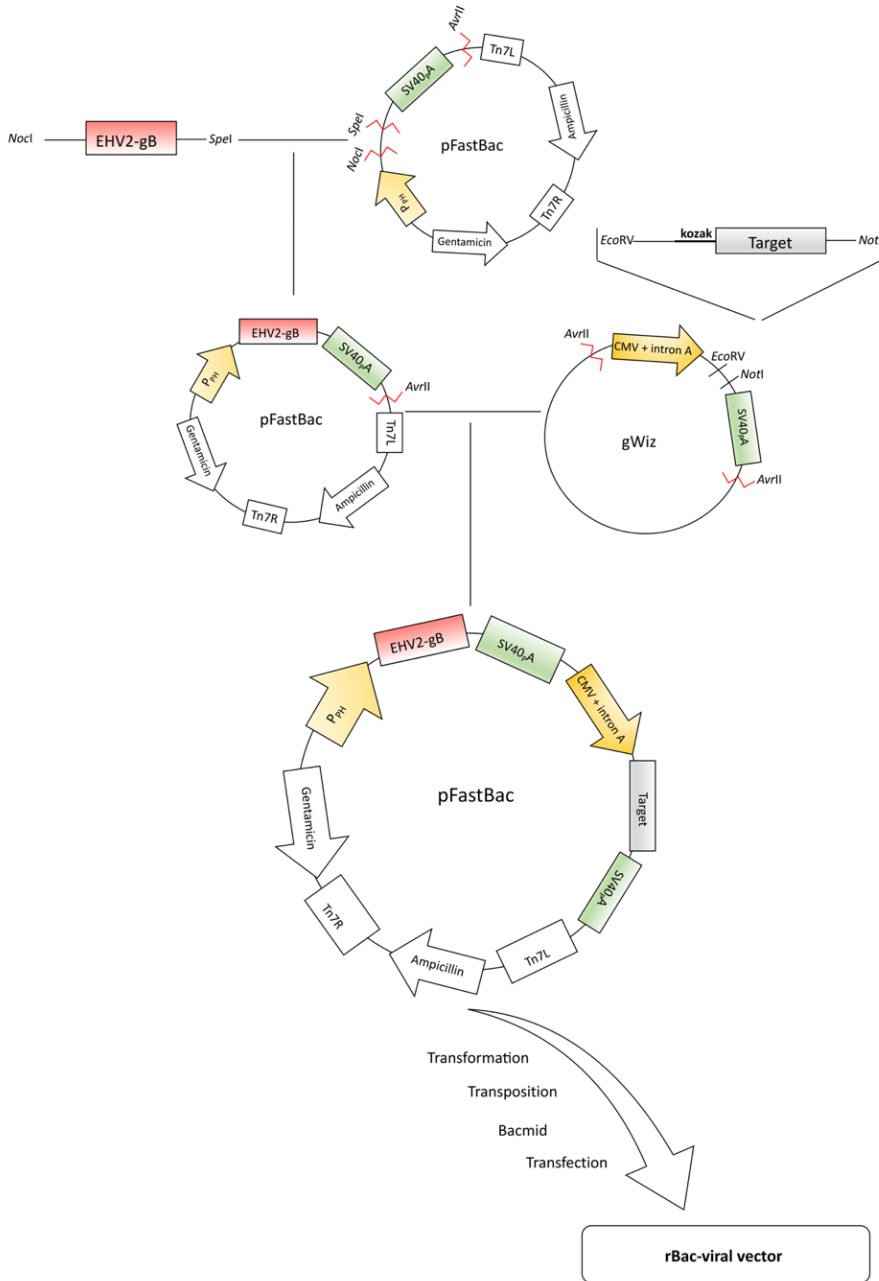 AvrII
Tn7L
SV40pA
Ampicillin
SpeI
NocI
EHV2-gB
SpeI
NocI
pFastBac
PPH
Tn7R
Gentamicin
EcoRV
kozak
Target
Not
EHV2-gB
SV40pA
PPH
AvrII
pFastBac
Tn7L
Gentamicin
Ampicillin
Tn7R
AvrII
CMV + intron A
EcoRV
NotI
SV40pA
gWiz
AvrII
EHV2-gB
SV40pA
CMV + intron A
PPH
pFastBac
Target
Gentamicin
SV40pA
Tn7R
Tn7L
Ampicillin
Transformation
Transposition
Bacmid
Transfection
rBac-viral vector